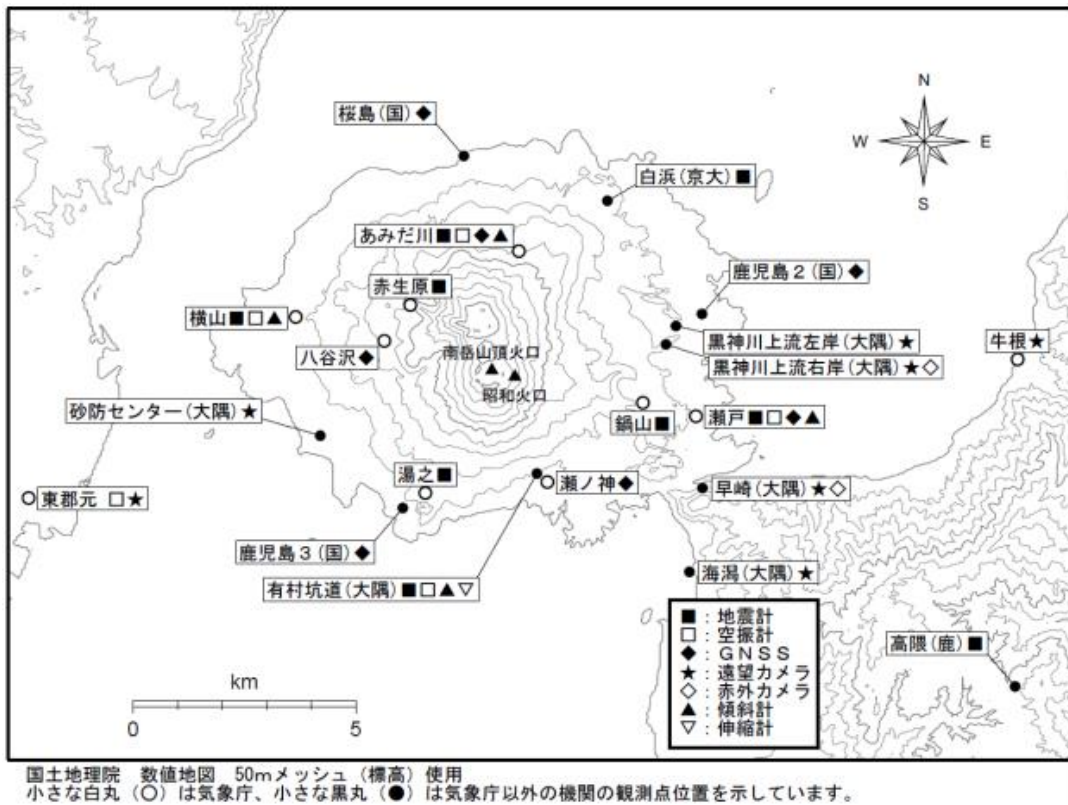 桜島(国)◆
N
W
E
S
白浜(京大)■
あみだ川■□◆▲
赤生原■
鹿児島2(国)◆
横山■□▲
黒神川上流左岸(大隅)★
牛根★
八谷沢◆
南岳山頂火口
黒神川上流右岸(大隅)★◇
昭和火口
砂防センター(大隅)★
鍋山■
瀬戸■□◆▲
湯之■
瀬ノ神◆
早崎(大隅)★◇
東郡元 □★
鹿児島3(国)◆
有村坑道(大隅)■□▲▽
海潟(大隅)★
■:地震計
□:空振計
◆:GNSS
★:遠望カメラ
◇:赤外カメラ
▲:傾斜計
▽:伸縮計
高隈(鹿)■
km
0 5
国土地理院 数値地図 50mメッシュ(標高)使用
小さな白丸(○)は気象庁、小さな黒丸(●)は気象庁以外の機関の観測点位置を示しています。